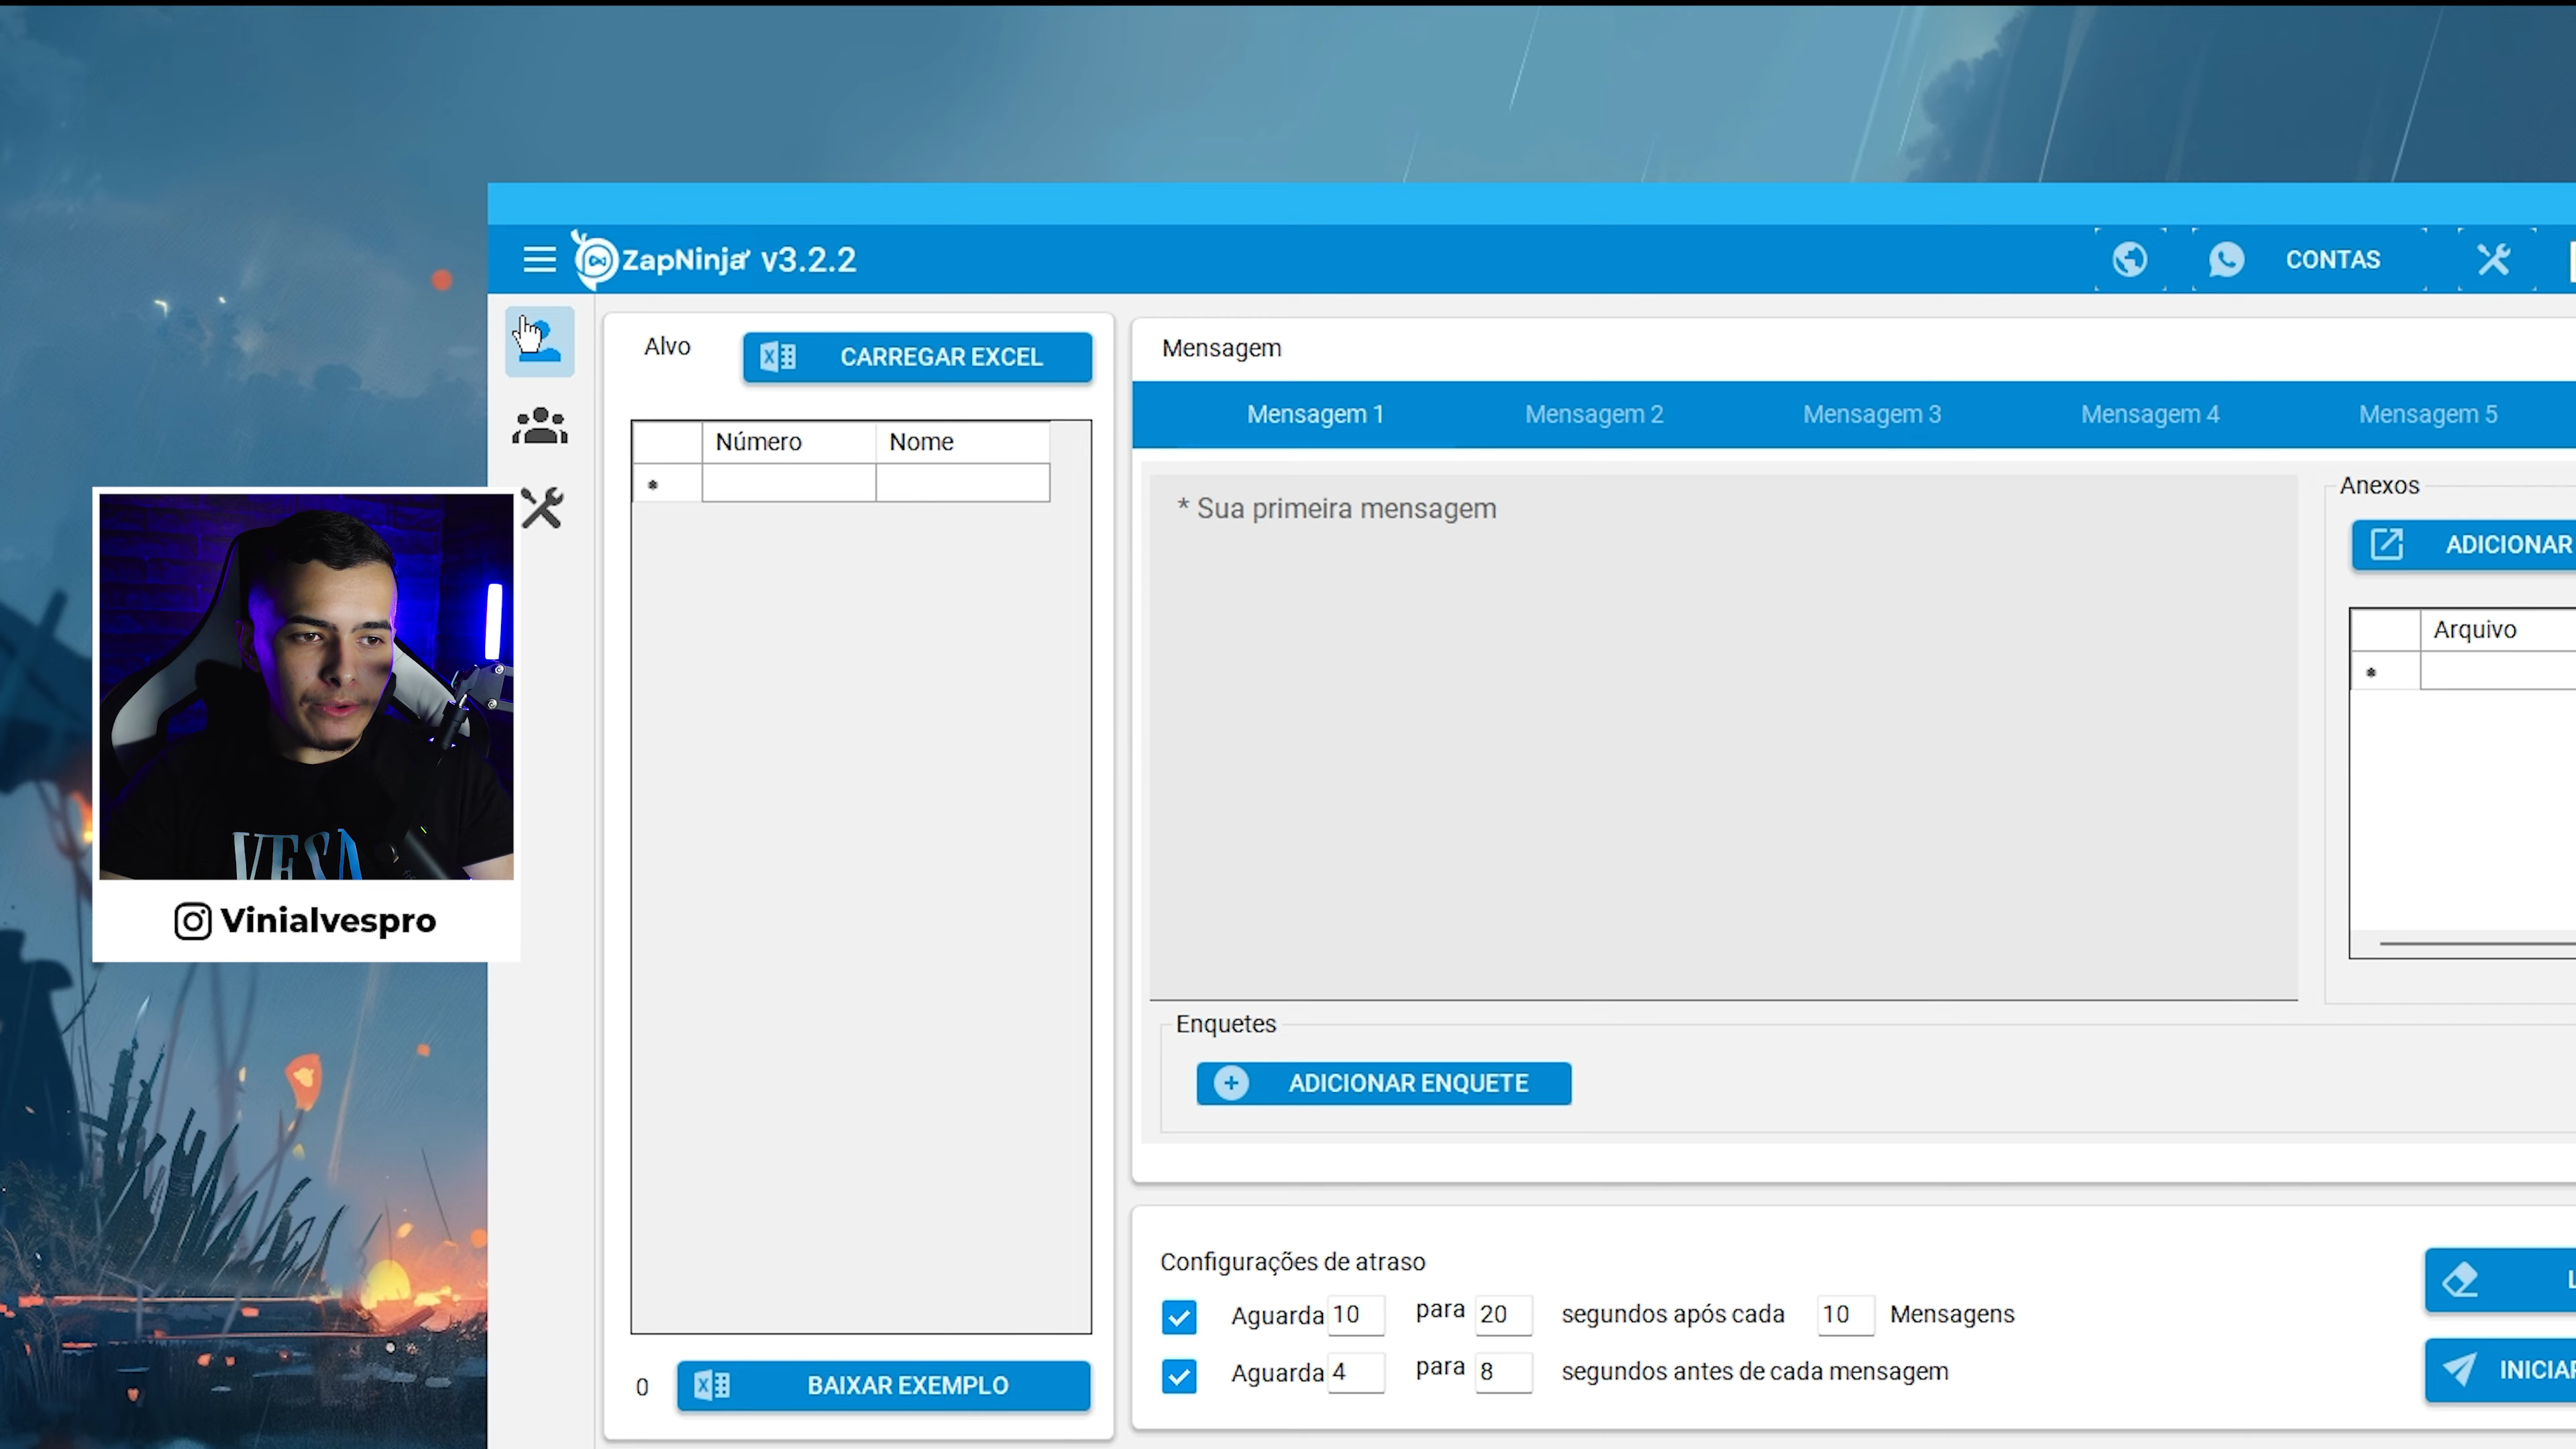 ZapNinja v3.2.2
CONTAS
Alvo
CARREGAR EXCEL
Número
Nome
*
Mensagem
Mensagem 1
Mensagem 2
Mensagem 3
Mensagem 4
Mensagem 5
* Sua primeira mensagem
Anexos
ADICIONAR
Arquivo
*
VESA
Vinialvespro
Enquetes
ADICIONAR ENQUETE
Configurações de atraso
Aguarda 10 para 20 segundos após cada 10 Mensagens
Aguarda 4 para 8 segundos antes de cada mensagem
0
BAIXAR EXEMPLO
INICIAR